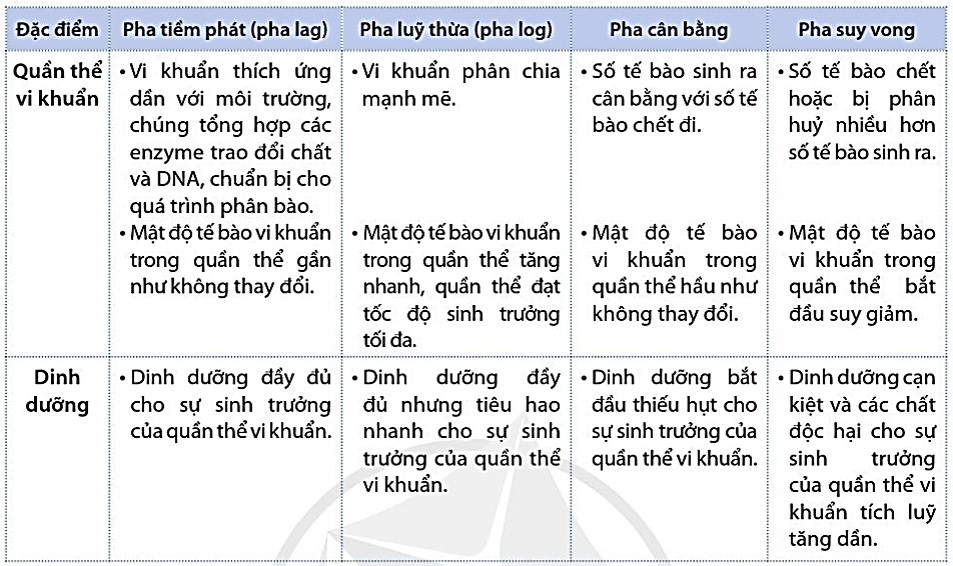 Đặc điểm
Pha tiềm phát (pha lag)
Pha luỹ thừa (pha log)
Pha cân bằng
Pha suy vong
Quần thể
vi khuẩn
• Vi khuẩn thích ứng
dần với môi trường,
chúng tổng hợp các
enzyme trao đổi chất
và DNA, chuẩn bị cho
quá trình phân bào.
• Mật độ tế bào vi khuẩn
trong quần thể gần
như không thay đổi.
• Vi khuẩn phân chia
mạnh mẽ.
• Mật độ tế bào vi khuẩn
trong quần thể tăng
nhanh, quần thể đạt
tốc độ sinh trưởng
tối đa.
• Số tế bào sinh ra
cân bằng với số tế
bào chết đi.
• Mật độ tế bào
vi khuẩn trong
quần thể hầu như
không thay đổi.
• Số tế bào chết
hoặc bị phân
huỷ nhiều hơn
số tế bào sinh ra.
• Mật độ tế bào
vi khuẩn trong
quần thể bắt
đầu suy giảm.
Dinh
dưỡng
• Dinh dưỡng đầy đủ
cho sự sinh trưởng
của quần thể vi khuẩn.
• Dinh dưỡng đầy
đủ nhưng tiêu hao
nhanh cho sự sinh
trưởng của quần thể
vi khuẩn.
• Dinh dưỡng bắt
đầu thiếu hụt cho
sự sinh trưởng của
quần thể vi khuẩn.
• Dinh dưỡng cạn
kiệt và các chất
độc hại cho sự
sinh trưởng
của quần thể vi
khuẩn tích luỹ
tăng dần.